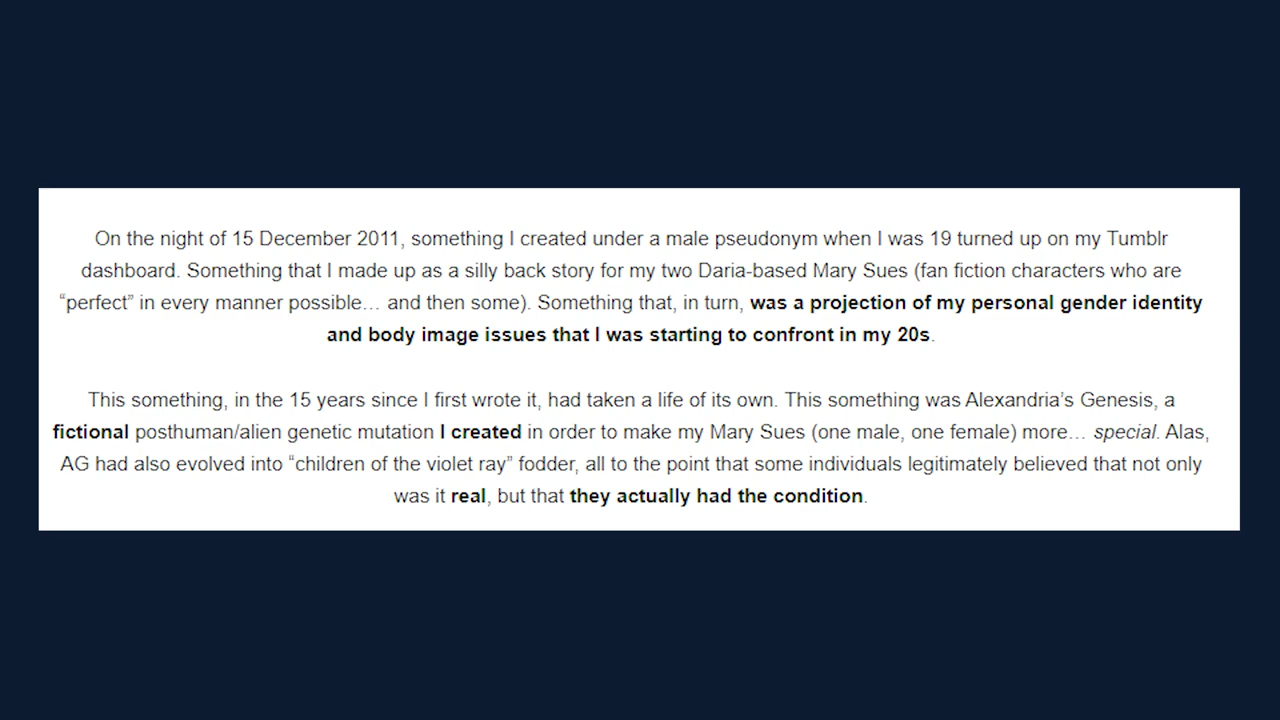 On the night of 15 December 2011, something I created under a male pseudonym when I was 19 turned up on my Tumblr
dashboard. Something that I made up as a silly back story for my two Daria-based Mary Sues (fan fiction characters who are
“perfect” in every manner possible… and then some). Something that, in turn, was a projection of my personal gender identity
and body image issues that I was starting to confront in my 20s.
This something, in the 15 years since I first wrote it, had taken a life of its own. This something was Alexandria’s Genesis, a
fictional posthuman/alien genetic mutation I created in order to make my Mary Sues (one male, one female) more… special. Alas,
AG had also evolved into “children of the violet ray” fodder, all to the point that some individuals legitimately believed that not only
was it real, but that they actually had the condition.